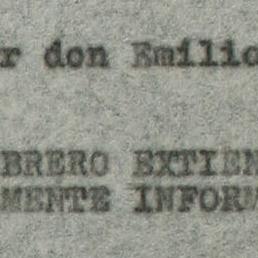 r don Emilio
BRERO EXTIEN
MENTE INFORM